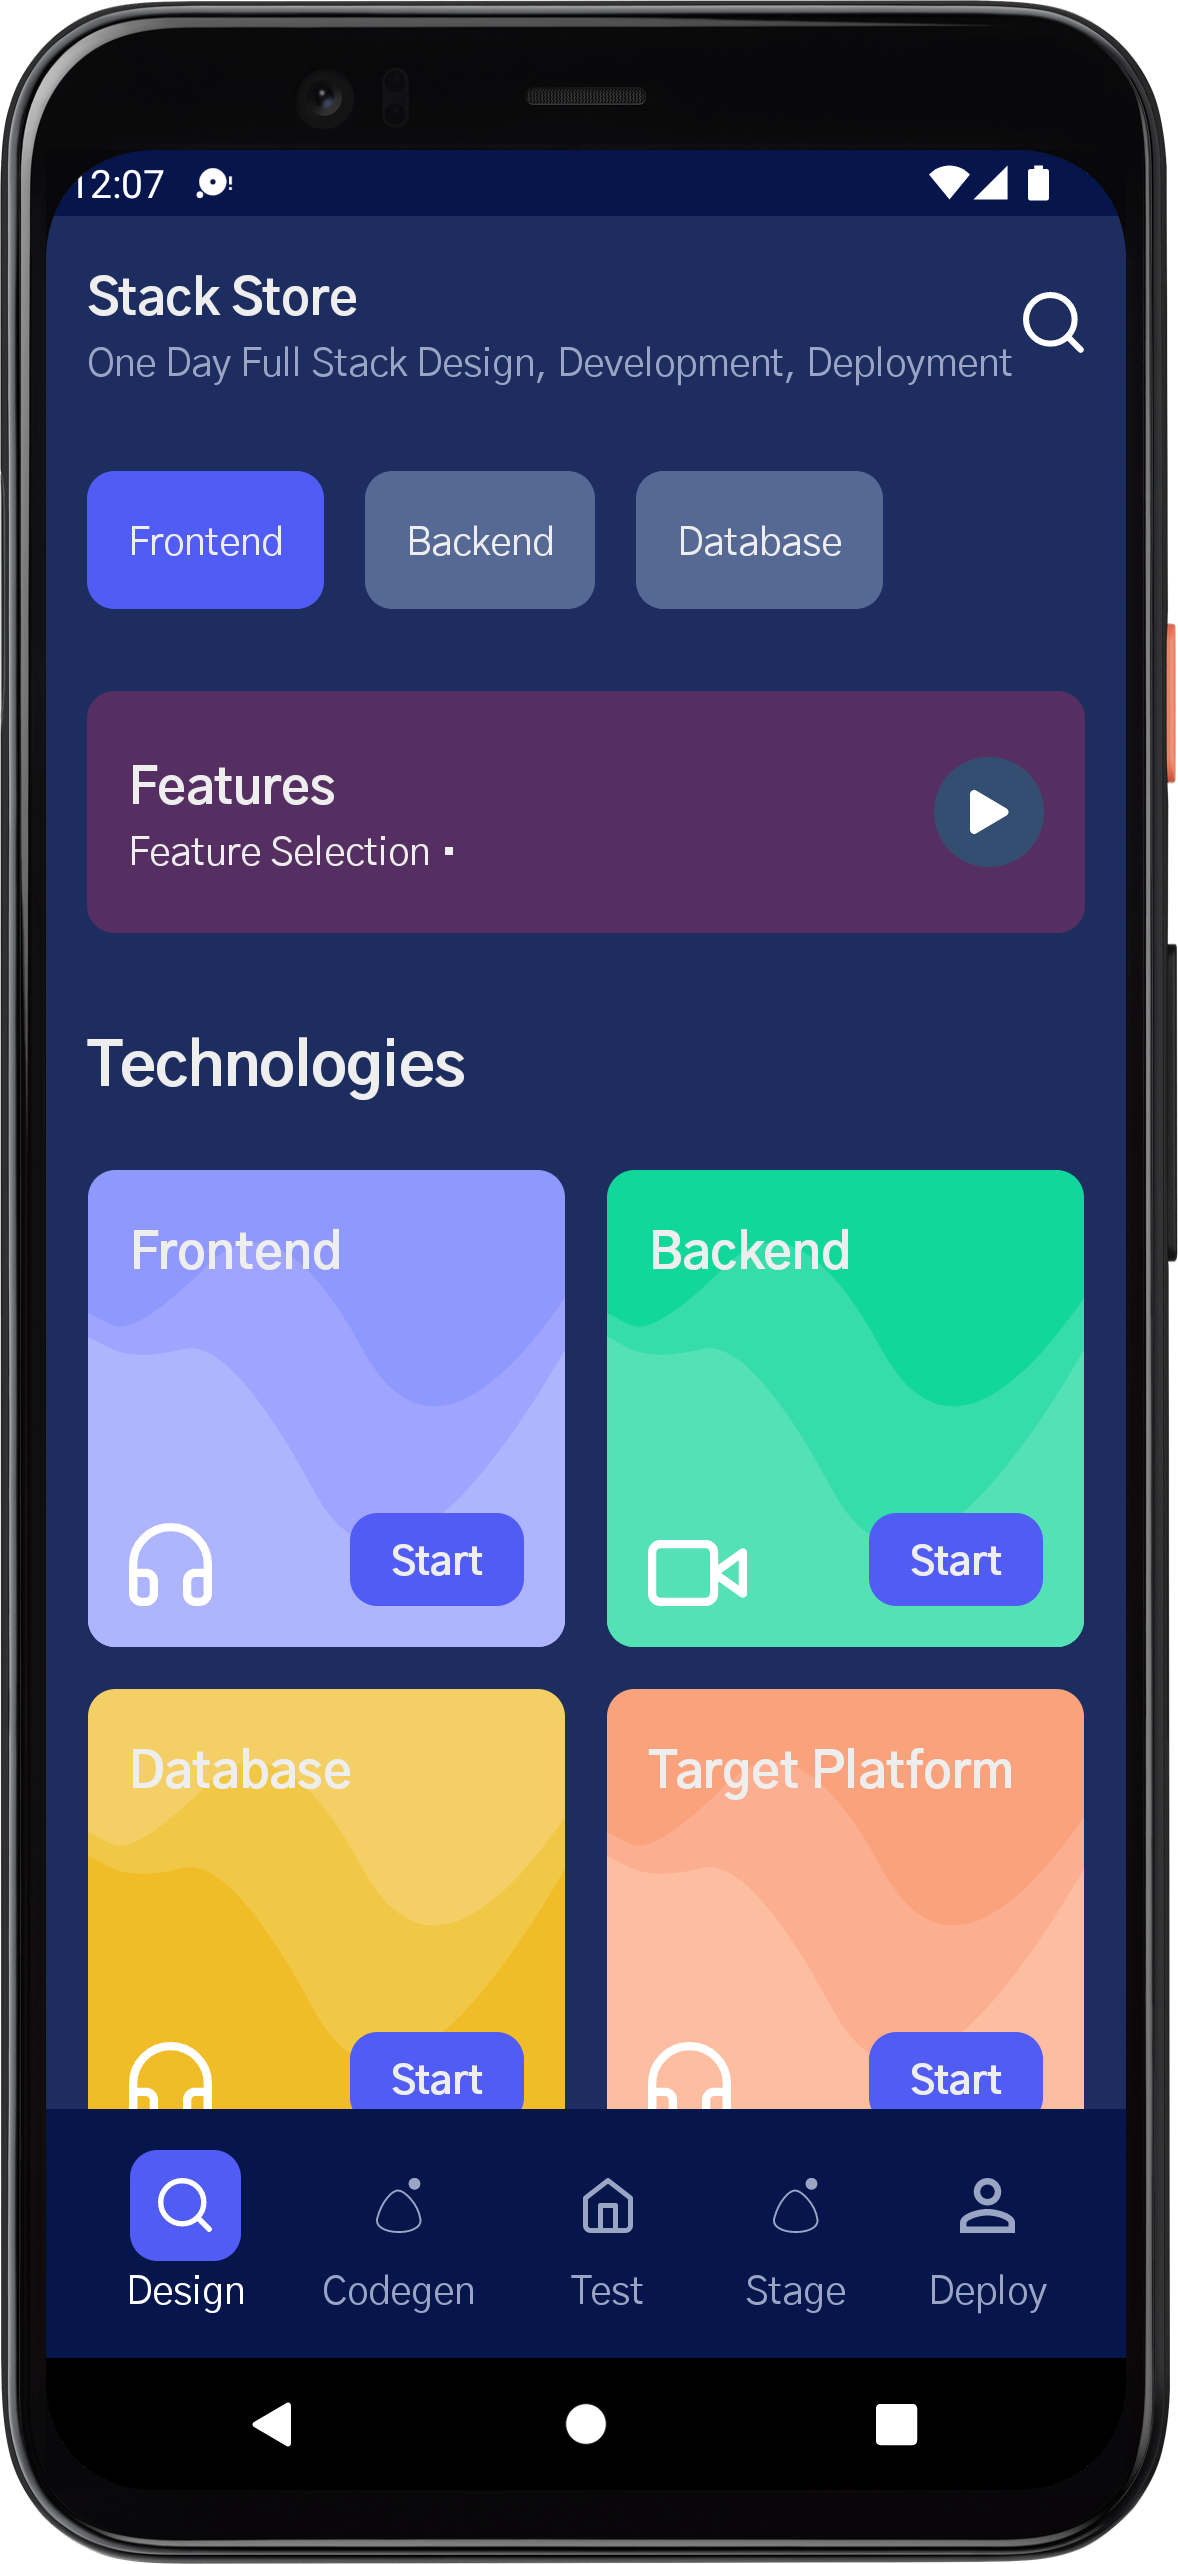 12:07
Stack Store
One Day Full Stack Design, Development, Deployment
Frontend
Backend
Database
Features
Feature Selection
Technologies
Frontend
Backend
Start
Start
Database
Target Platform
Start
Start
Design
Codegen
Test
Stage
Deploy